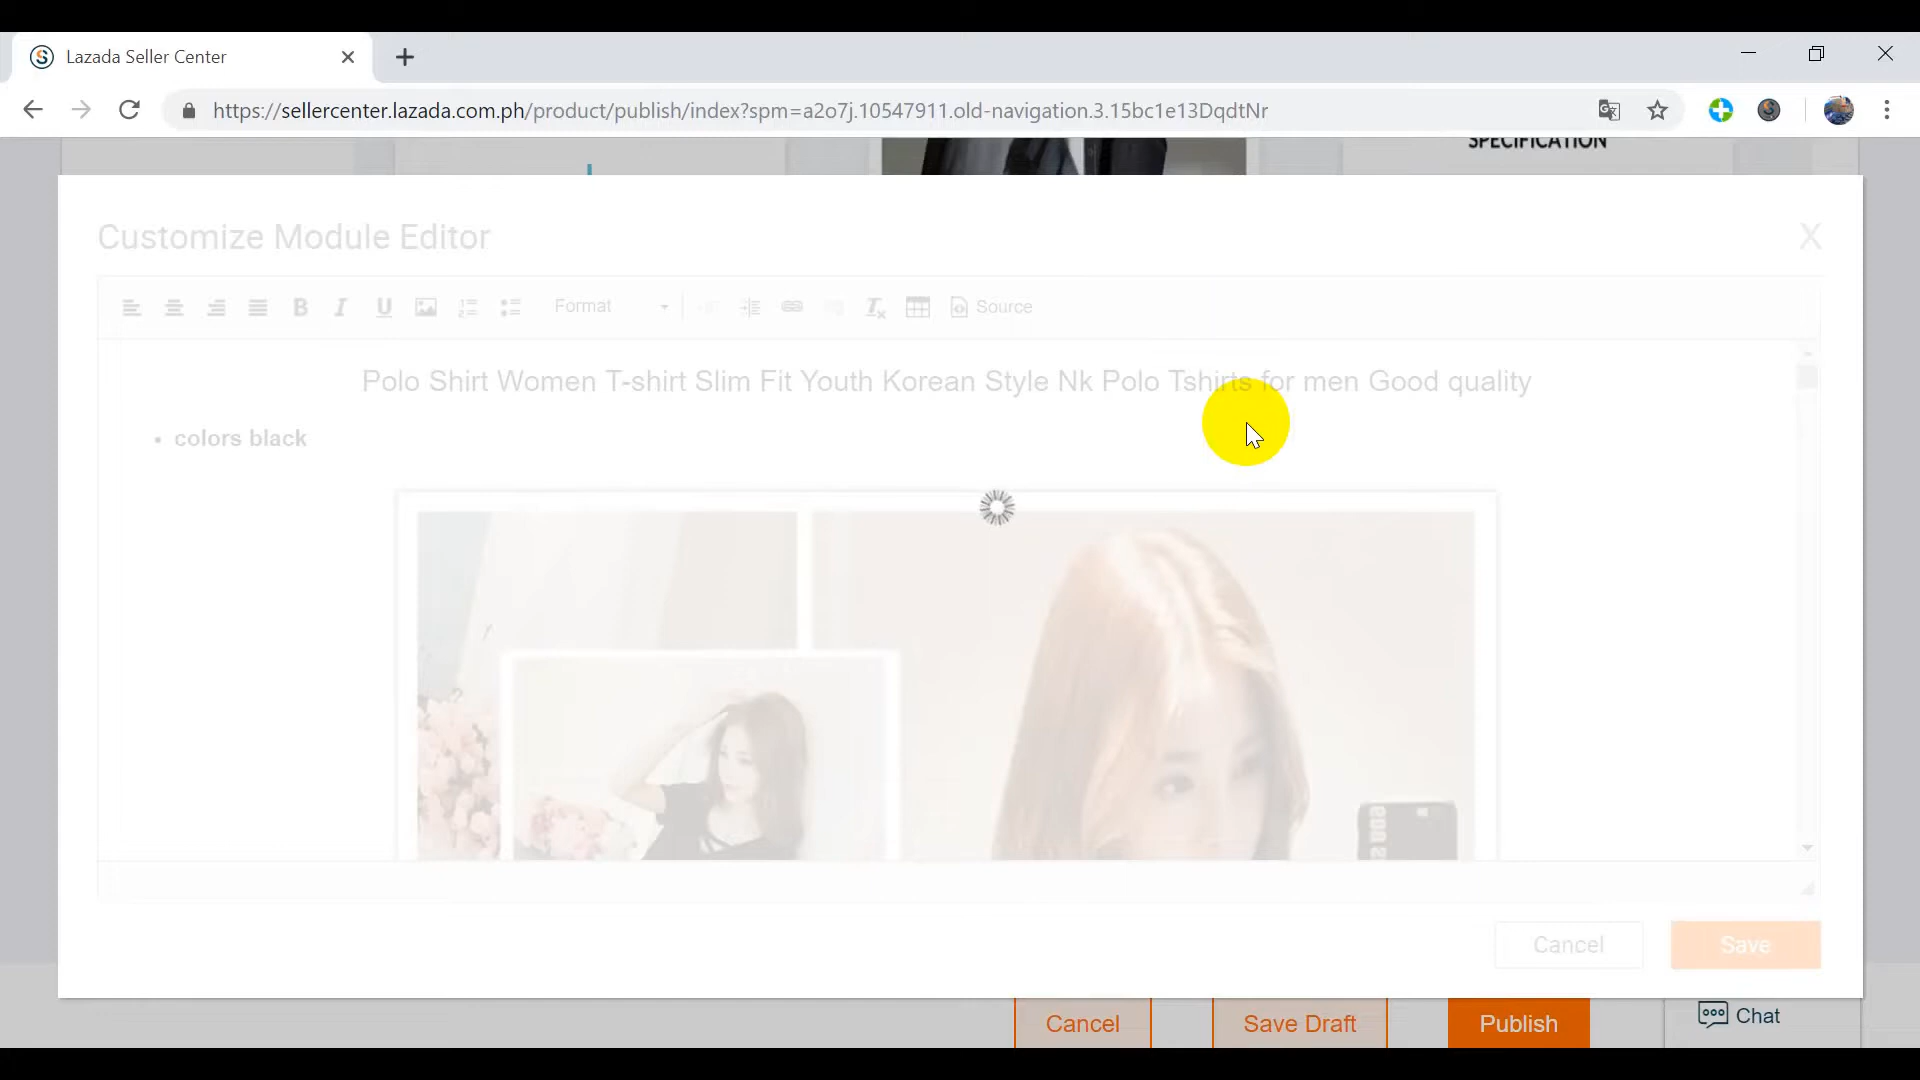 Lazada Seller Center
https://sellercenter.lazada.com.ph/product/publish/index?spm=a2o7j.10547911.old-navigation.3.15bc1e13DqdtNr
SPECIFICATION
Customize Module Editor
X
Format
Source
Polo Shirt Women T-shirt Slim Fit Youth Korean Style Nk Polo Tshirts for men Good quality
• colors black
Cancel
Save
Cancel
Save Draft
Publish
Chat